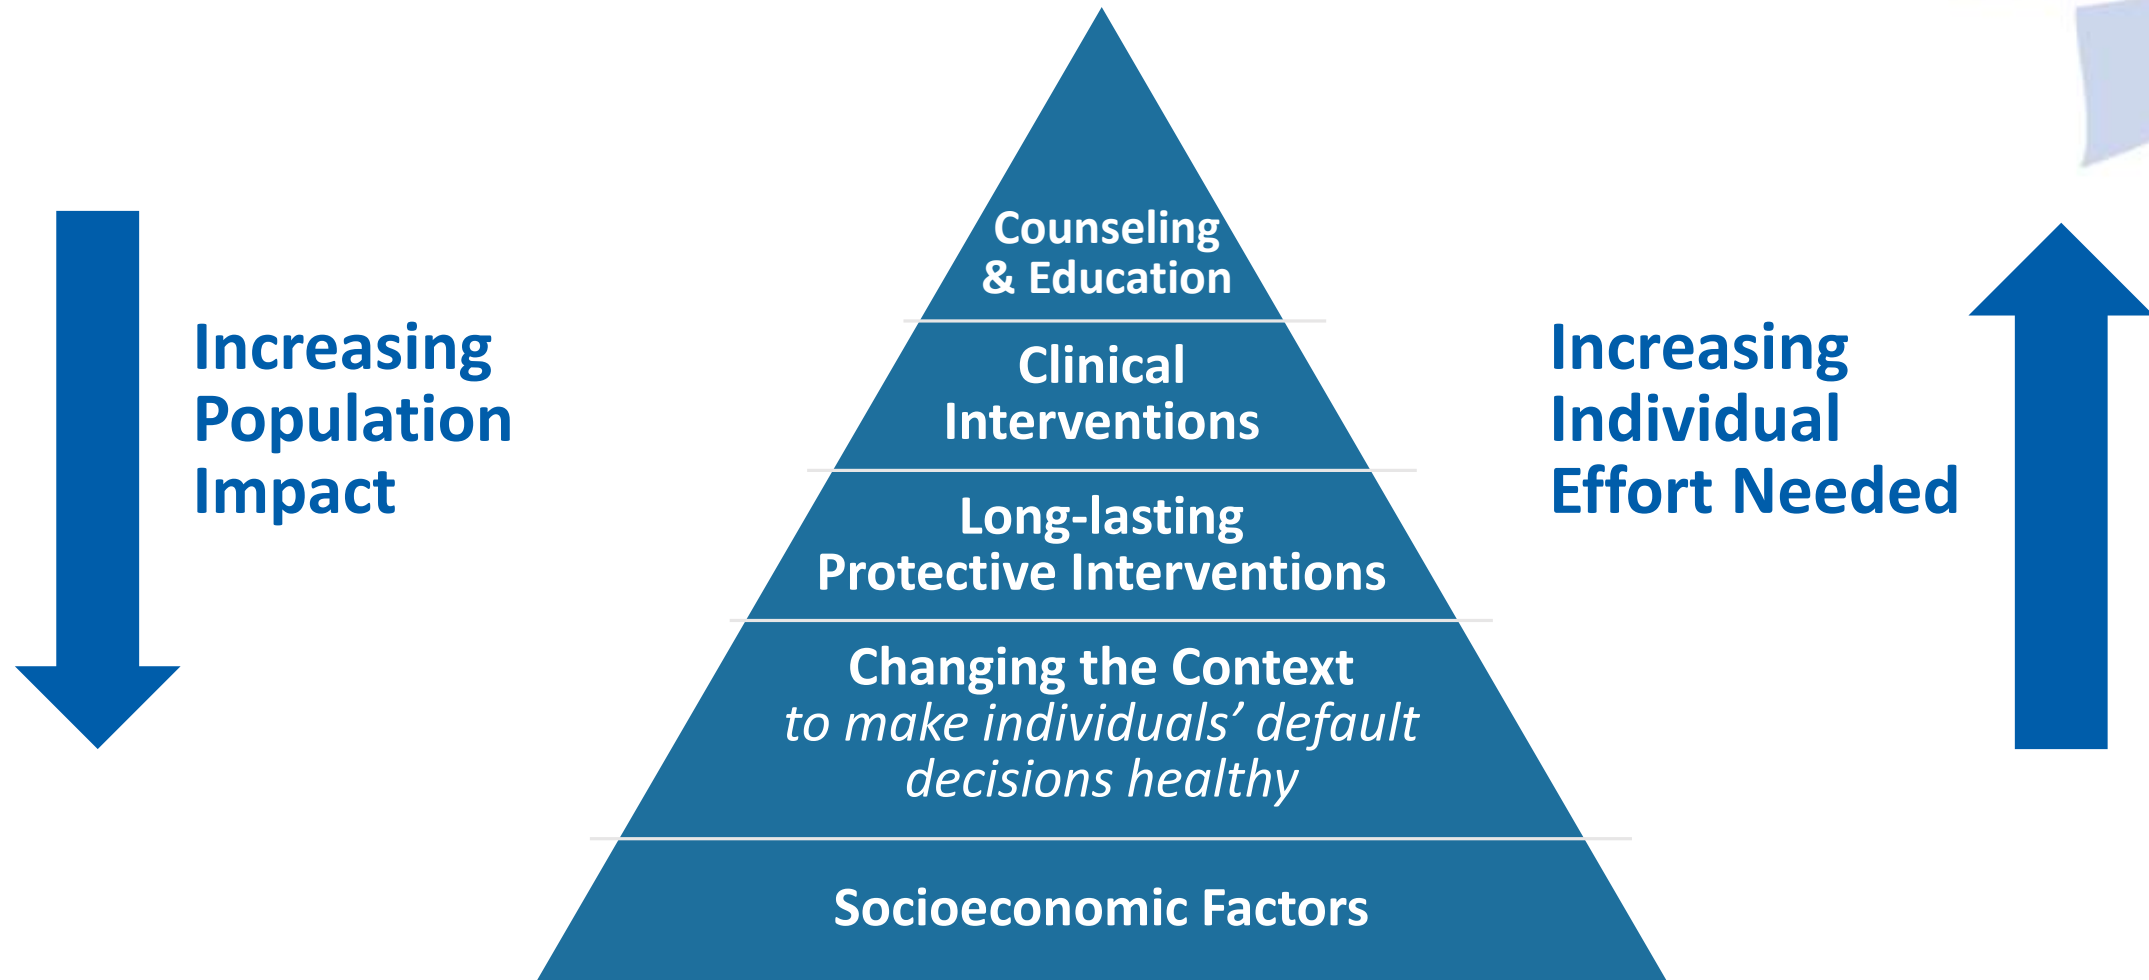 Counseling
& Education
Increasing
Population
Impact
Clinical
Interventions
Increasing
Individual
Effort Needed
Long-lasting
Protective Interventions
Changing the Context
to make individuals’ default
decisions healthy
Socioeconomic Factors